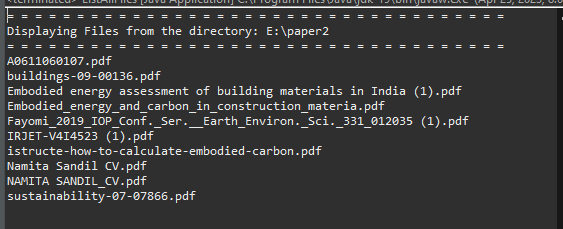 <terminated> ListAllFiles [Java Application] C:\Program Files\Java\jdk-19\bin\javaw.exe (Apr 25, 2023, 8:0
= = = = = = = = = = = = = = = = = = = = = = = = = = = = = = = = = = = =
Displaying Files from the directory: E:\paper2
= = = = = = = = = = = = = = = = = = = = = = = = = = = = = = = = = = = =
A0611060107.pdf
buildings-09-00136.pdf
Embodied energy assessment of building materials in India (1).pdf
Embodied_energy_and_carbon_in_construction_materia.pdf
Fayomi_2019_IOP_Conf._Ser.__Earth_Environ._Sci._331_012035 (1).pdf
IRJET-V4I4523 (1).pdf
istructe-how-to-calculate-embodied-carbon.pdf
Namita Sandil CV.pdf
NAMITA SANDIL_CV.pdf
sustainability-07-07866.pdf